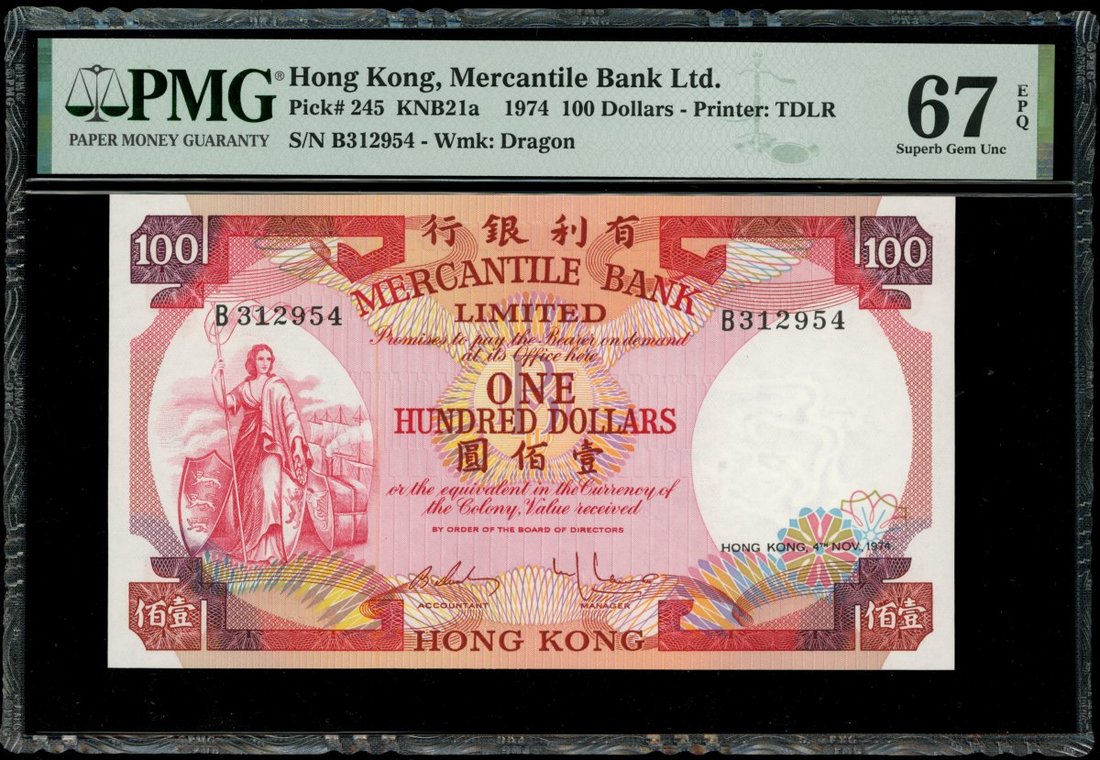 PMG®
PAPER MONEY GUARANTY
Hong Kong, Mercantile Bank Ltd.
Pick# 245 KNB21a 1974 100 Dollars - Printer: TDLR
S/N B312954 - Wmk: Dragon
67 EPQ
Superb Gem Unc
行銀利有
100
100
MERCANTILE BANK
LIMITED
B312954
B312954
Promises to pay the Bearer on demand
at its Office here
ONE
HUNDRED DOLLARS
圓佰壹
or the equivalent in the Currency of
the Colony, Value received
BY ORDER OF THE BOARD OF DIRECTORS
HONG KONG, 4TH NOV, 1974
ACCOUNTANT
MANAGER
佰壹
佰壹
HONG KONG